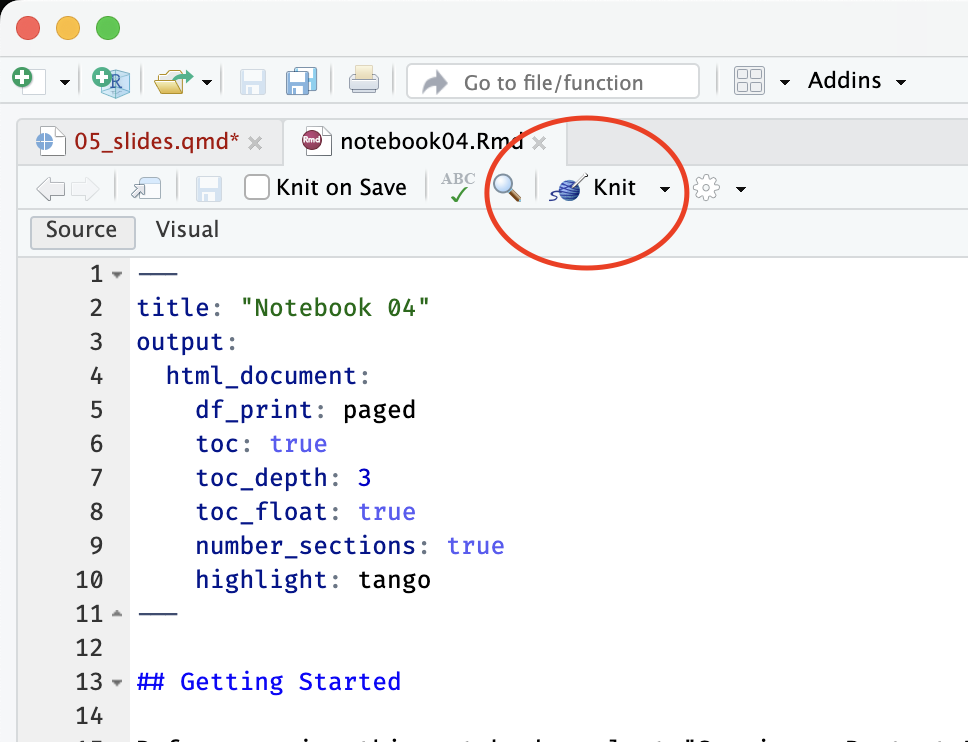 R
Go to file/function
Addins
05_slides.qmd*
Rmd
notebook04.Rmd
Knit on Save
ABC
Knit
Source
Visual
1 ---
2 title: "Notebook 04"
3 output:
4 html_document:
5 df_print: paged
6 toc: true
7 toc_depth: 3
8 toc_float: true
9 number_sections: true
10 highlight: tango
11 ---
12
13 ## Getting Started
14